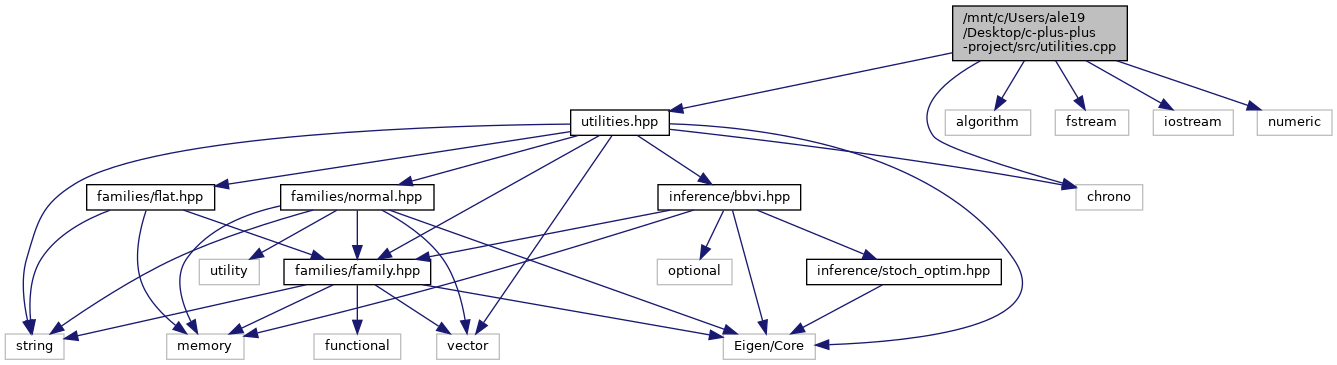 /mnt/c/Users/ale19
/Desktop/c-plus-plus
-project/src/utilities.cpp
utilities.hpp
algorithm
fstream
iostream
numeric
families/flat.hpp
families/normal.hpp
inference/bbvi.hpp
chrono
utility
families/family.hpp
optional
inference/stoch_optim.hpp
string
memory
functional
vector
Eigen/Core